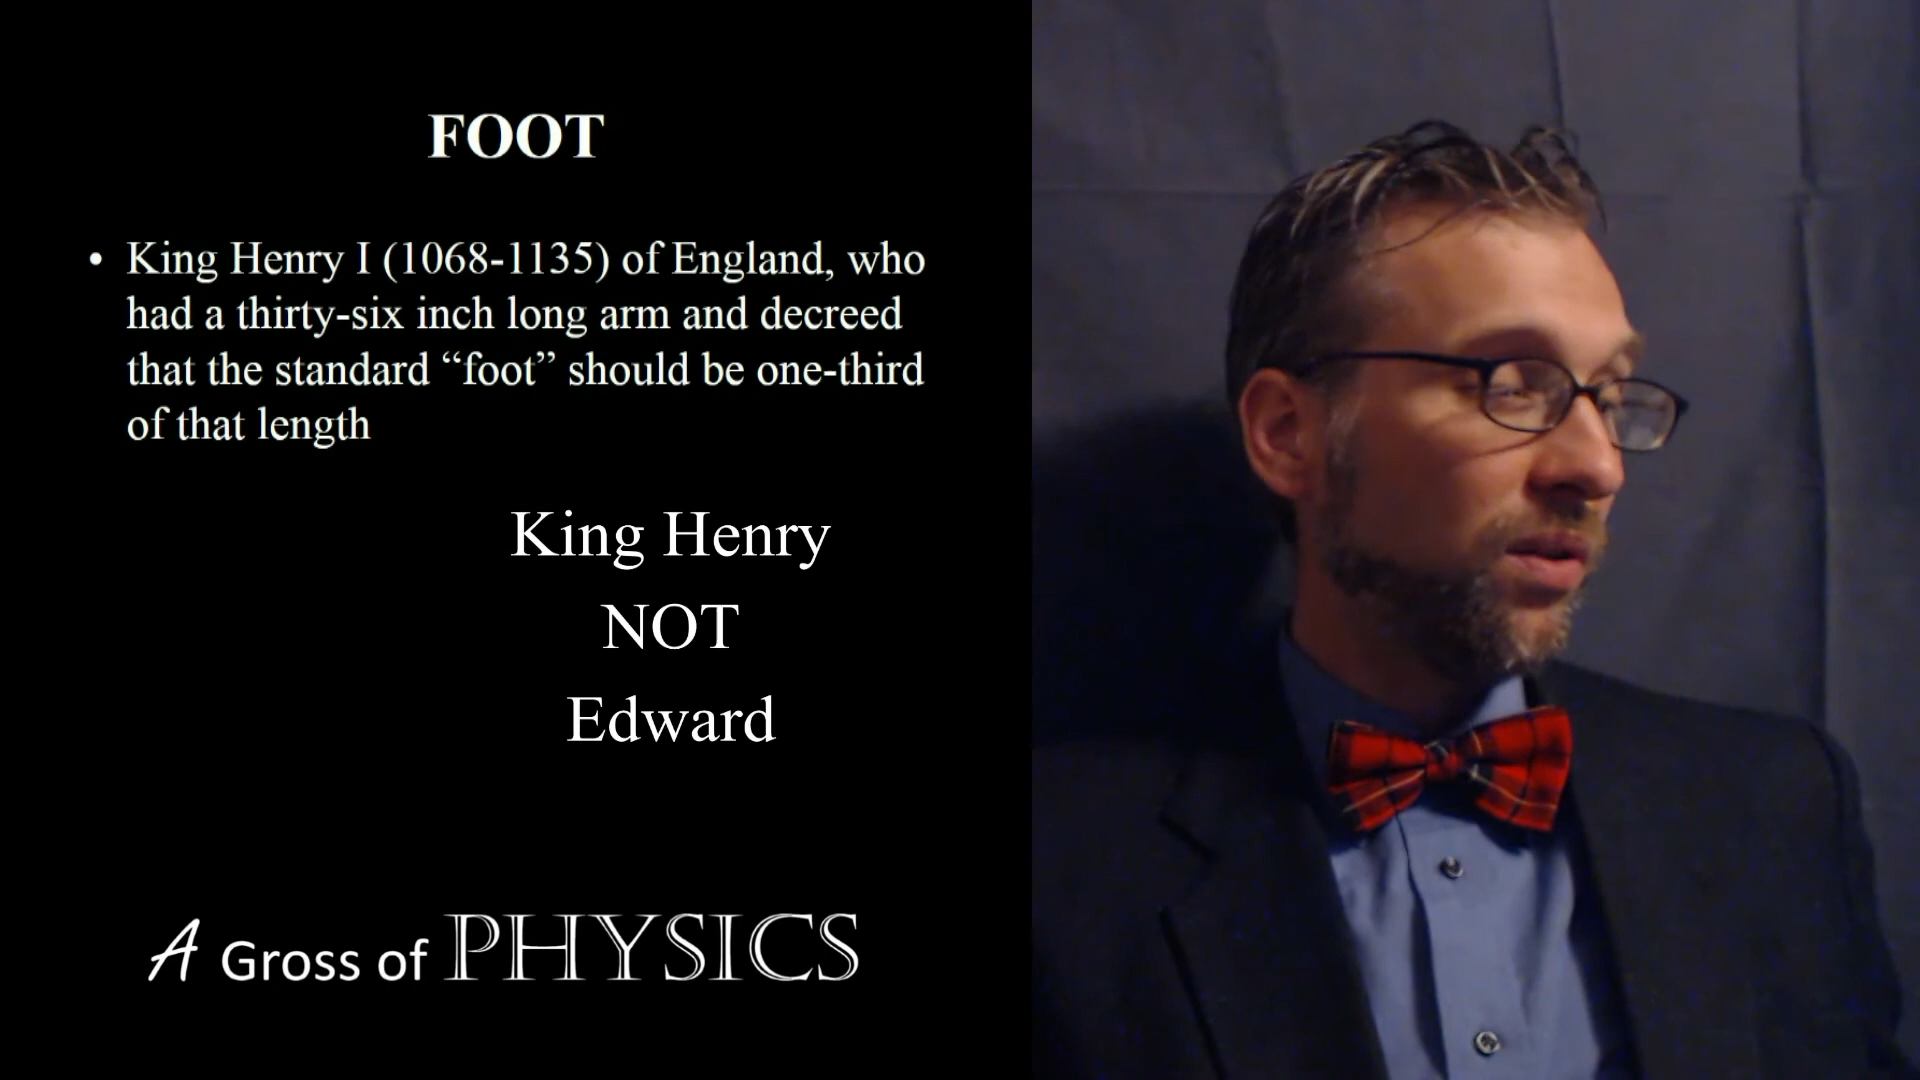 FOOT
• King Henry I (1068-1135) of England, who
had a thirty-six inch long arm and decreed
that the standard “foot” should be one-third
of that length
King Henry
NOT
Edward
A Gross of PHYSICS